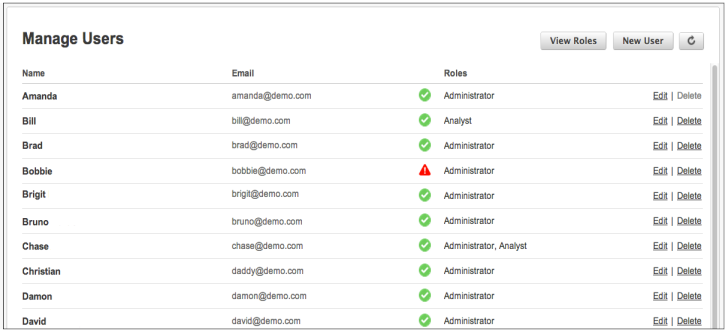 Manage Users
View Roles
New User
Name Email Roles
Amanda amanda@demo.com Administrator Edit | Delete
Bill bill@demo.com Analyst Edit | Delete
Brad brad@demo.com Administrator Edit | Delete
Bobbie bobbie@demo.com Administrator Edit | Delete
Brigit brigit@demo.com Administrator Edit | Delete
Bruno bruno@demo.com Administrator Edit | Delete
Chase chase@demo.com Administrator, Analyst Edit | Delete
Christian daddy@demo.com Administrator Edit | Delete
Damon damon@demo.com Administrator Edit | Delete
David david@demo.com Administrator Edit | Delete